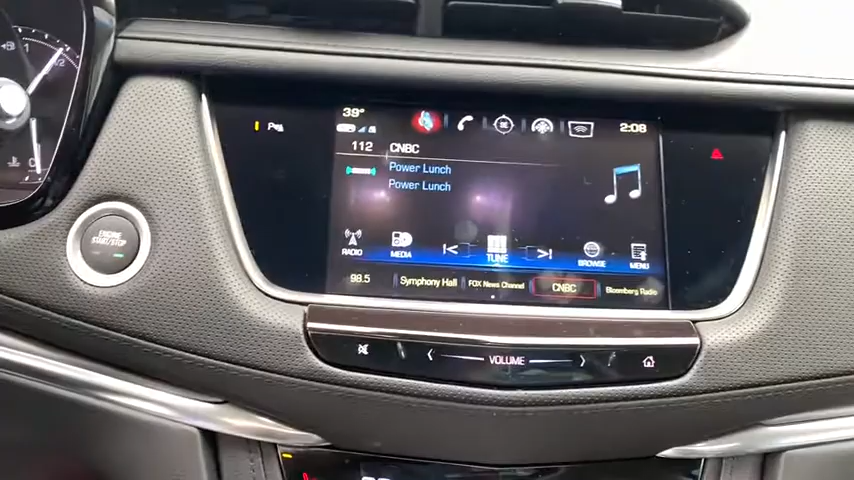 39°
2:08
112 CNBC
Power Lunch
Power Lunch
RADIO MEDIA TUNE BROWSE MENU
98.5 Symphony Hall FOX News Channel CNBC Bloomberg Radio
ENGINE
START/STOP
VOLUME